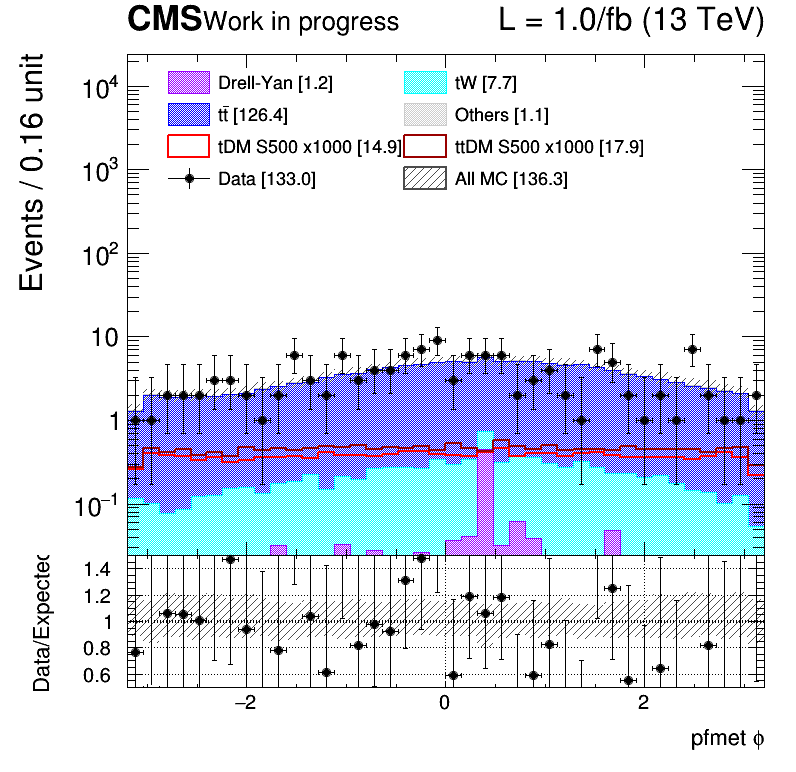 CMS Work in progress L = 1.0/fb (13 TeV)
Events / 0.16 unit
Drell-Yan [1.2] tW [7.7]
tt̄ [126.4] Others [1.1]
tDM S500 x1000 [14.9] ttDM S500 x1000 [17.9]
Data [133.0] All MC [136.3]
10⁴
10³
10²
10
1
10⁻¹
Data/Expected
1.4
1.2
1
0.8
0.6
−2 0 2
pfmet ϕ